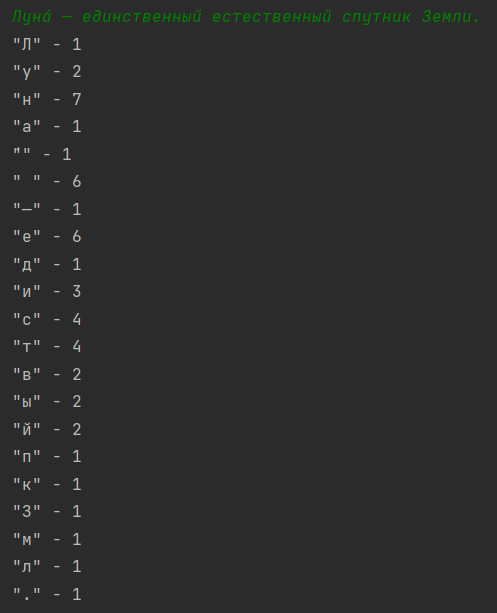 Луна́ — единственный естественный спутник Земли.
"Л" - 1
"у" - 2
"н" - 7
"а" - 1
"́" - 1
" " - 6
"—" - 1
"е" - 6
"д" - 1
"и" - 3
"с" - 4
"т" - 4
"в" - 2
"ы" - 2
"й" - 2
"п" - 1
"к" - 1
"З" - 1
"м" - 1
"л" - 1
"." - 1